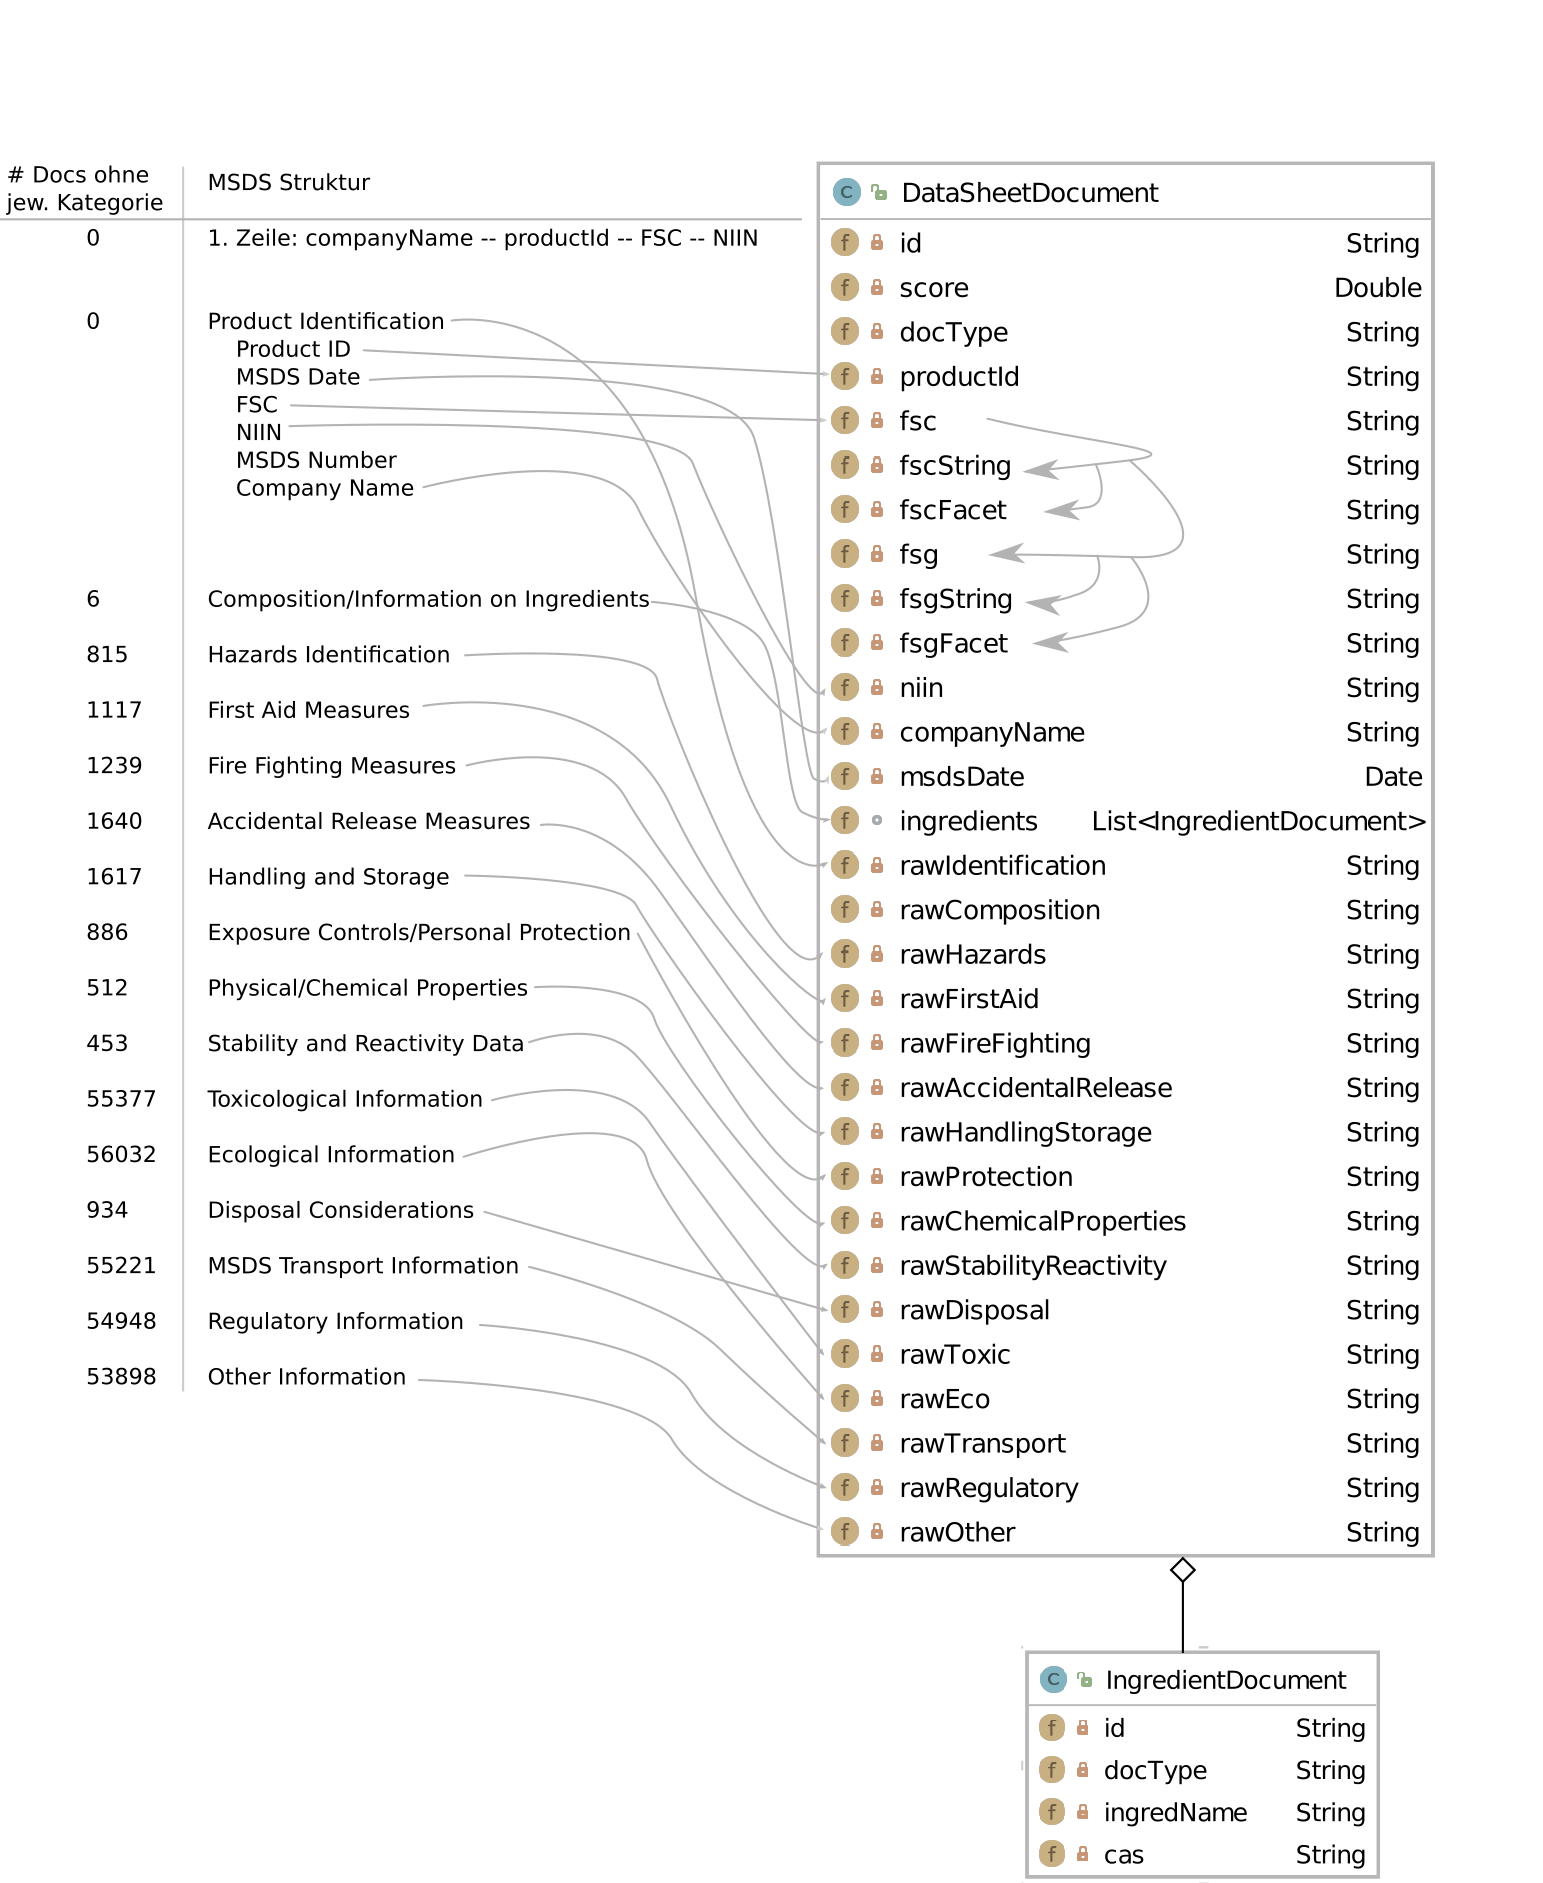 # Docs ohne
jew. Kategorie
MSDS Struktur
0 1. Zeile: companyName -- productId -- FSC -- NIIN
0 Product Identification
Product ID
MSDS Date
FSC
NIIN
MSDS Number
Company Name
6 Composition/Information on Ingredients
815 Hazards Identification
1117 First Aid Measures
1239 Fire Fighting Measures
1640 Accidental Release Measures
1617 Handling and Storage
886 Exposure Controls/Personal Protection
512 Physical/Chemical Properties
453 Stability and Reactivity Data
55377 Toxicological Information
56032 Ecological Information
934 Disposal Considerations
55221 MSDS Transport Information
54948 Regulatory Information
53898 Other Information
C DataSheetDocument
f id String
f score Double
f docType String
f productId String
f fsc String
f fscString String
f fscFacet String
f fsg String
f fsgString String
f fsgFacet String
f niin String
f companyName String
f msdsDate Date
f ingredients List<IngredientDocument>
f rawIdentification String
f rawComposition String
f rawHazards String
f rawFirstAid String
f rawFireFighting String
f rawAccidentalRelease String
f rawHandlingStorage String
f rawProtection String
f rawChemicalProperties String
f rawStabilityReactivity String
f rawDisposal String
f rawToxic String
f rawEco String
f rawTransport String
f rawRegulatory String
f rawOther String
C IngredientDocument
f id String
f docType String
f ingredName String
f cas String